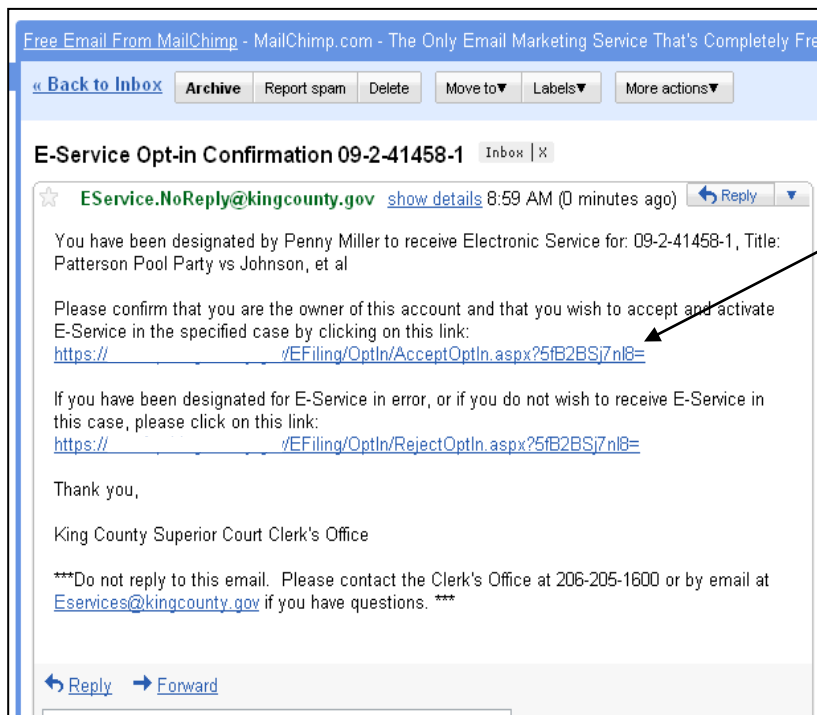 Free Email From MailChimp - MailChimp.com - The Only Email Marketing Service That's Completely Fre
« Back to Inbox Archive Report spam Delete Move to▼ Labels▼ More actions▼
E-Service Opt-in Confirmation 09-2-41458-1 Inbox | X
EService.NoReply@kingcounty.gov show details 8:59 AM (0 minutes ago) Reply ▼
You have been designated by Penny Miller to receive Electronic Service for: 09-2-41458-1, Title:
Patterson Pool Party vs Johnson, et al
Please confirm that you are the owner of this account and that you wish to accept and activate
E-Service in the specified case by clicking on this link:
https:// /EFiling/OptIn/AcceptOptIn.aspx?5fB2BSj7nI8=
If you have been designated for E-Service in error, or if you do not wish to receive E-Service in
this case, please click on this link:
https:// /EFiling/OptIn/RejectOptIn.aspx?5fB2BSj7nI8=
Thank you,
King County Superior Court Clerk's Office
***Do not reply to this email. Please contact the Clerk's Office at 206-205-1600 or by email at
Eservices@kingcounty.gov if you have questions. ***
Reply Forward